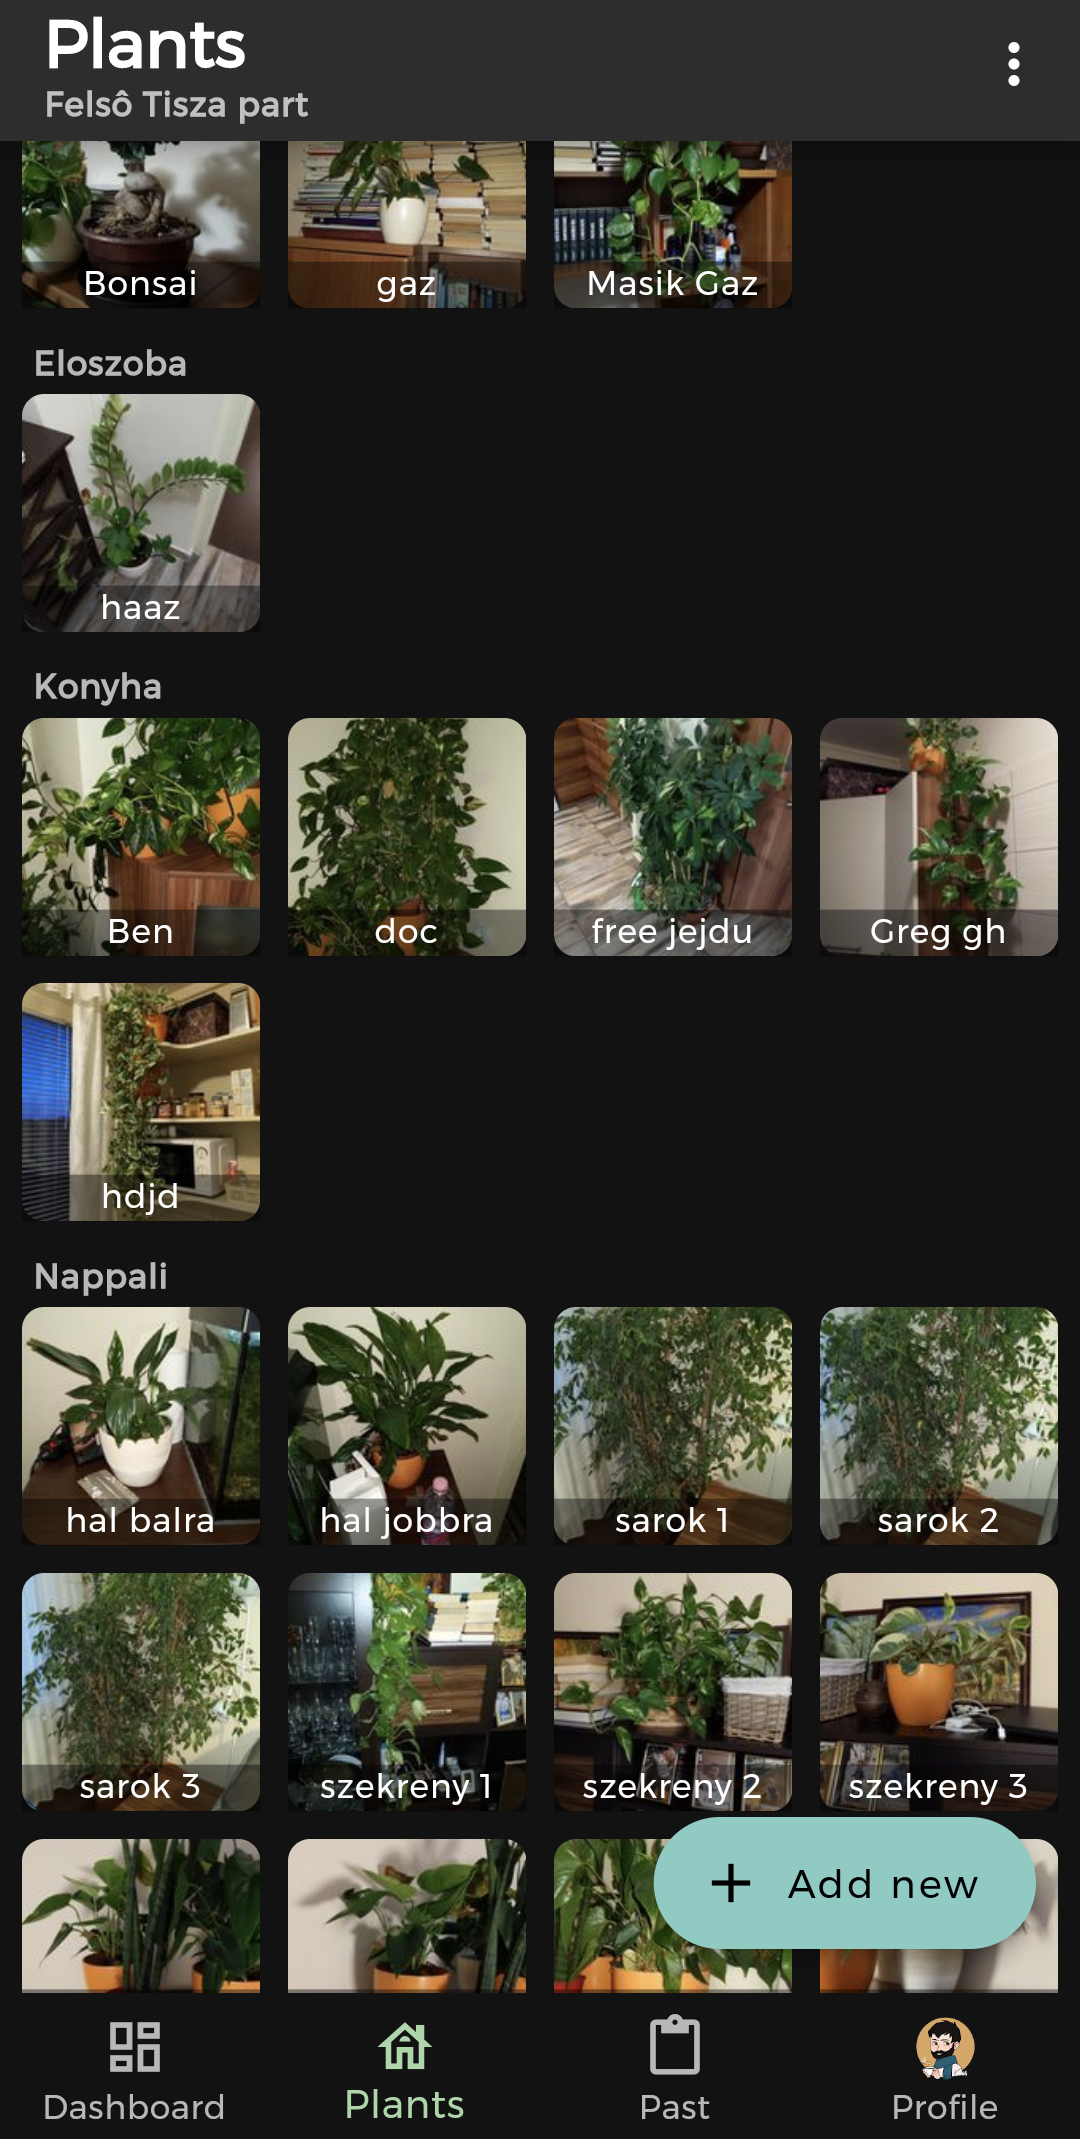 Plants
Felsô Tisza part
Bonsai
gaz
Masik Gaz
Eloszoba
haaz
Konyha
Ben
doc
free jejdu
Greg gh
hdjd
Nappali
hal balra
hal jobbra
sarok 1
sarok 2
sarok 3
szekreny 1
szekreny 2
szekreny 3
Add new
Dashboard
Plants
Past
Profile